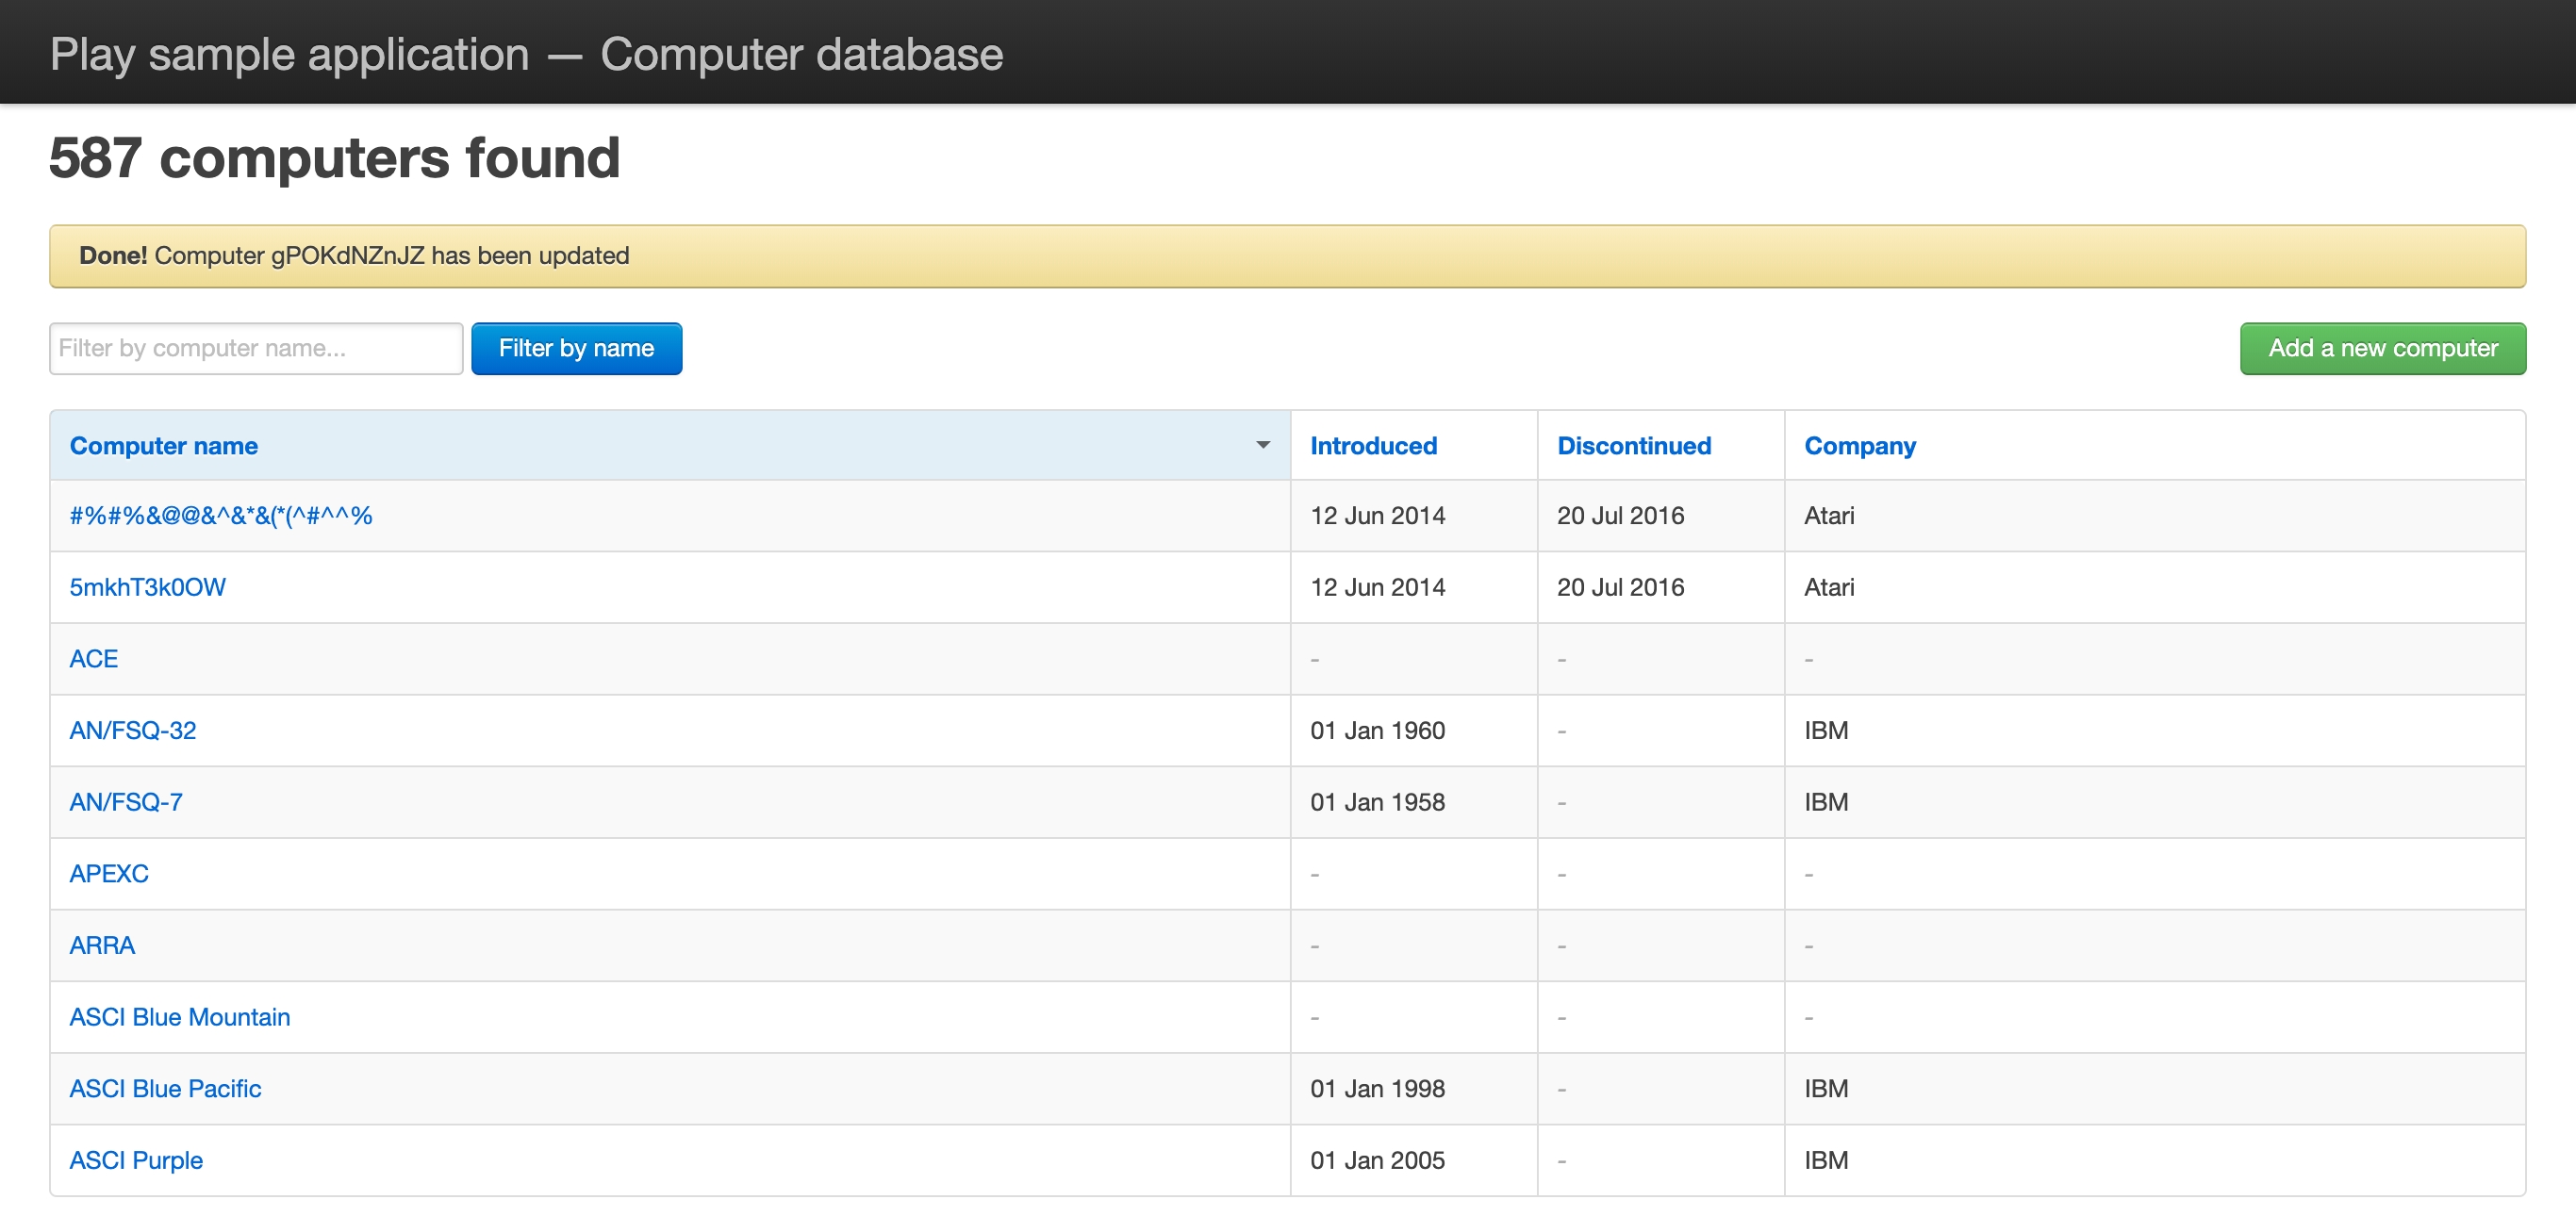 Play sample application — Computer database
587 computers found
Done! Computer gPOKdNZnJZ has been updated
Filter by computer name... Filter by name Add a new computer
Computer name Introduced Discontinued Company
#%#%&@@&^&*&(*(^#^^% 12 Jun 2014 20 Jul 2016 Atari
5mkhT3k0OW 12 Jun 2014 20 Jul 2016 Atari
ACE - - -
AN/FSQ-32 01 Jan 1960 - IBM
AN/FSQ-7 01 Jan 1958 - IBM
APEXC - - -
ARRA - - -
ASCI Blue Mountain - - -
ASCI Blue Pacific 01 Jan 1998 - IBM
ASCI Purple 01 Jan 2005 - IBM